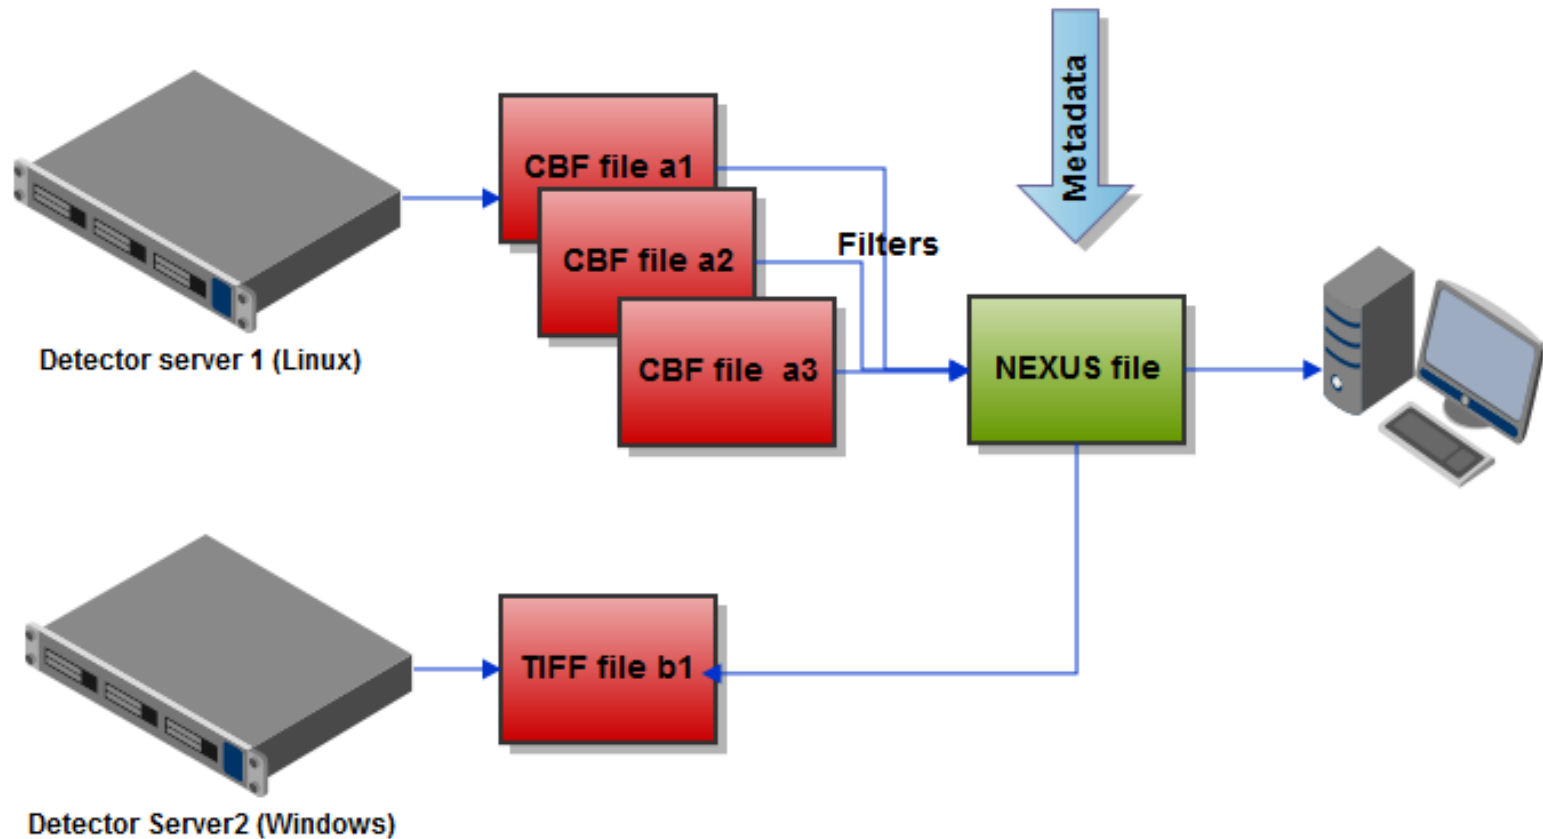 Metadata
CBF file a1
Filters
CBF file a2
CBF file  a3
NEXUS file
Detector server 1 (Linux)
TIFF file b1
Detector Server2 (Windows)